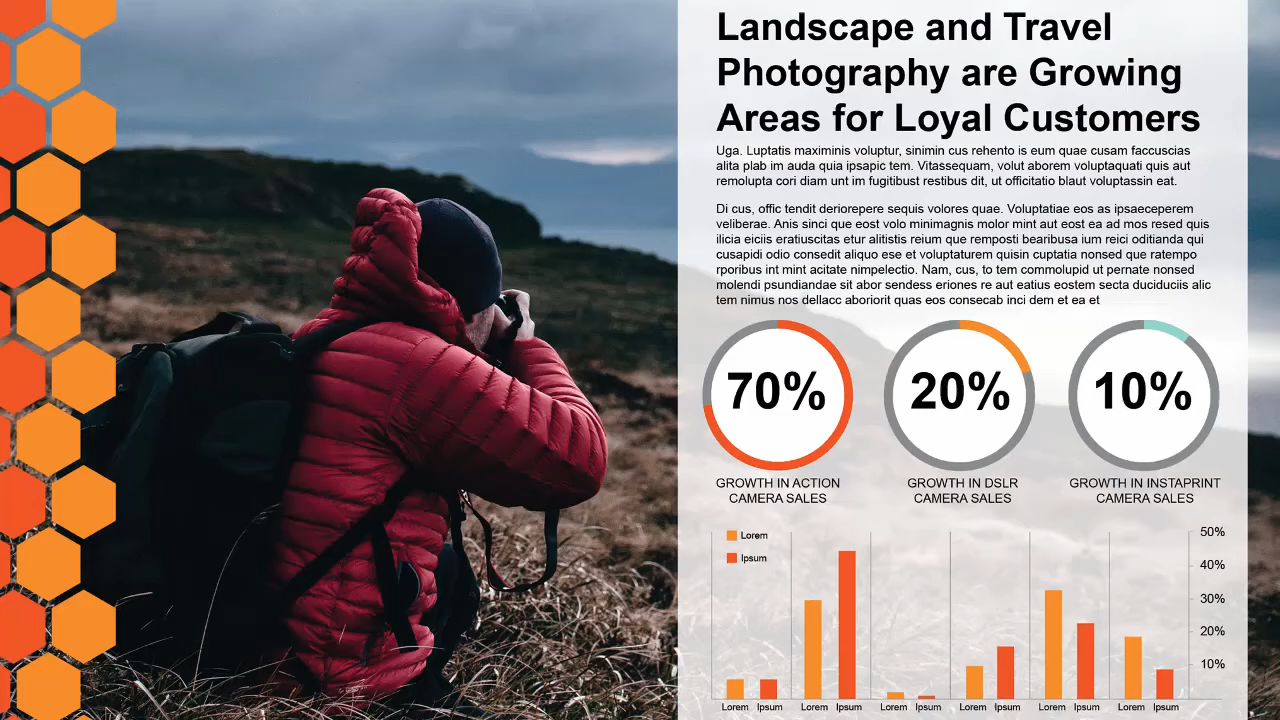 Landscape and Travel
Photography are Growing
Areas for Loyal Customers
Uga. Luptatis maximinis voluptur, sinimin cus rehento is eum quae cusam faccuscias
alita plab im auda quia ipsapic tem. Vitassequam, volut aborem voluptaquati quis aut
remolupta cori diam unt im fugitibust restibus dit, ut officitatio blaut voluptassin eat.
Di cus, offic tendit deriorepere sequis volores quae. Voluptatiae eos as ipsaeceperem
veliberae. Anis sinci que eost volo minimagnis molor mint aut eost ea ad mos resed quis
ilicia eiciis eratiuscitas etur alitistis reium que remposti bearibusa ium reici oditianda qui
cusapidi odio consedit aliquo ese et voluptaturem quisin cuptatia nonsed que ratempo
rporibus int mint acitate nimpelectio. Nam, cus, to tem commolupid ut pernate nonsed
molendi psundiandae sit abor sendess eriones re aut eatius eostem secta duciduciis alic
tem nimus nos dellacc aboriorit quas eos consecab inci dem et ea et
70%
20%
10%
GROWTH IN ACTION
CAMERA SALES
GROWTH IN DSLR
CAMERA SALES
GROWTH IN INSTAPRINT
CAMERA SALES
Lorem
Ipsum
50%
40%
30%
20%
10%
Lorem Ipsum Lorem Ipsum Lorem Ipsum Lorem Ipsum Lorem Ipsum Lorem Ipsum